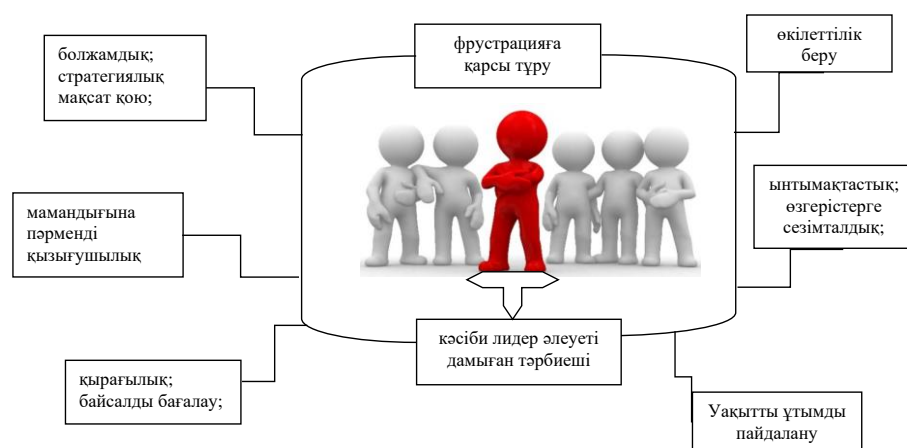 фрустрацияға
қарсы тұру
өкілеттілік
беру
болжамдық;
стратегиялық
мақсат қою;
ынтымақтастық;
өзгерістерге
сезімталдық;
мамандығына
пәрменді
қызығушылық
кәсіби лидер әлеуеті
дамыған тәрбиеші
қырағылық;
байсалды бағалау;
Уақытты ұтымды
пайдалану